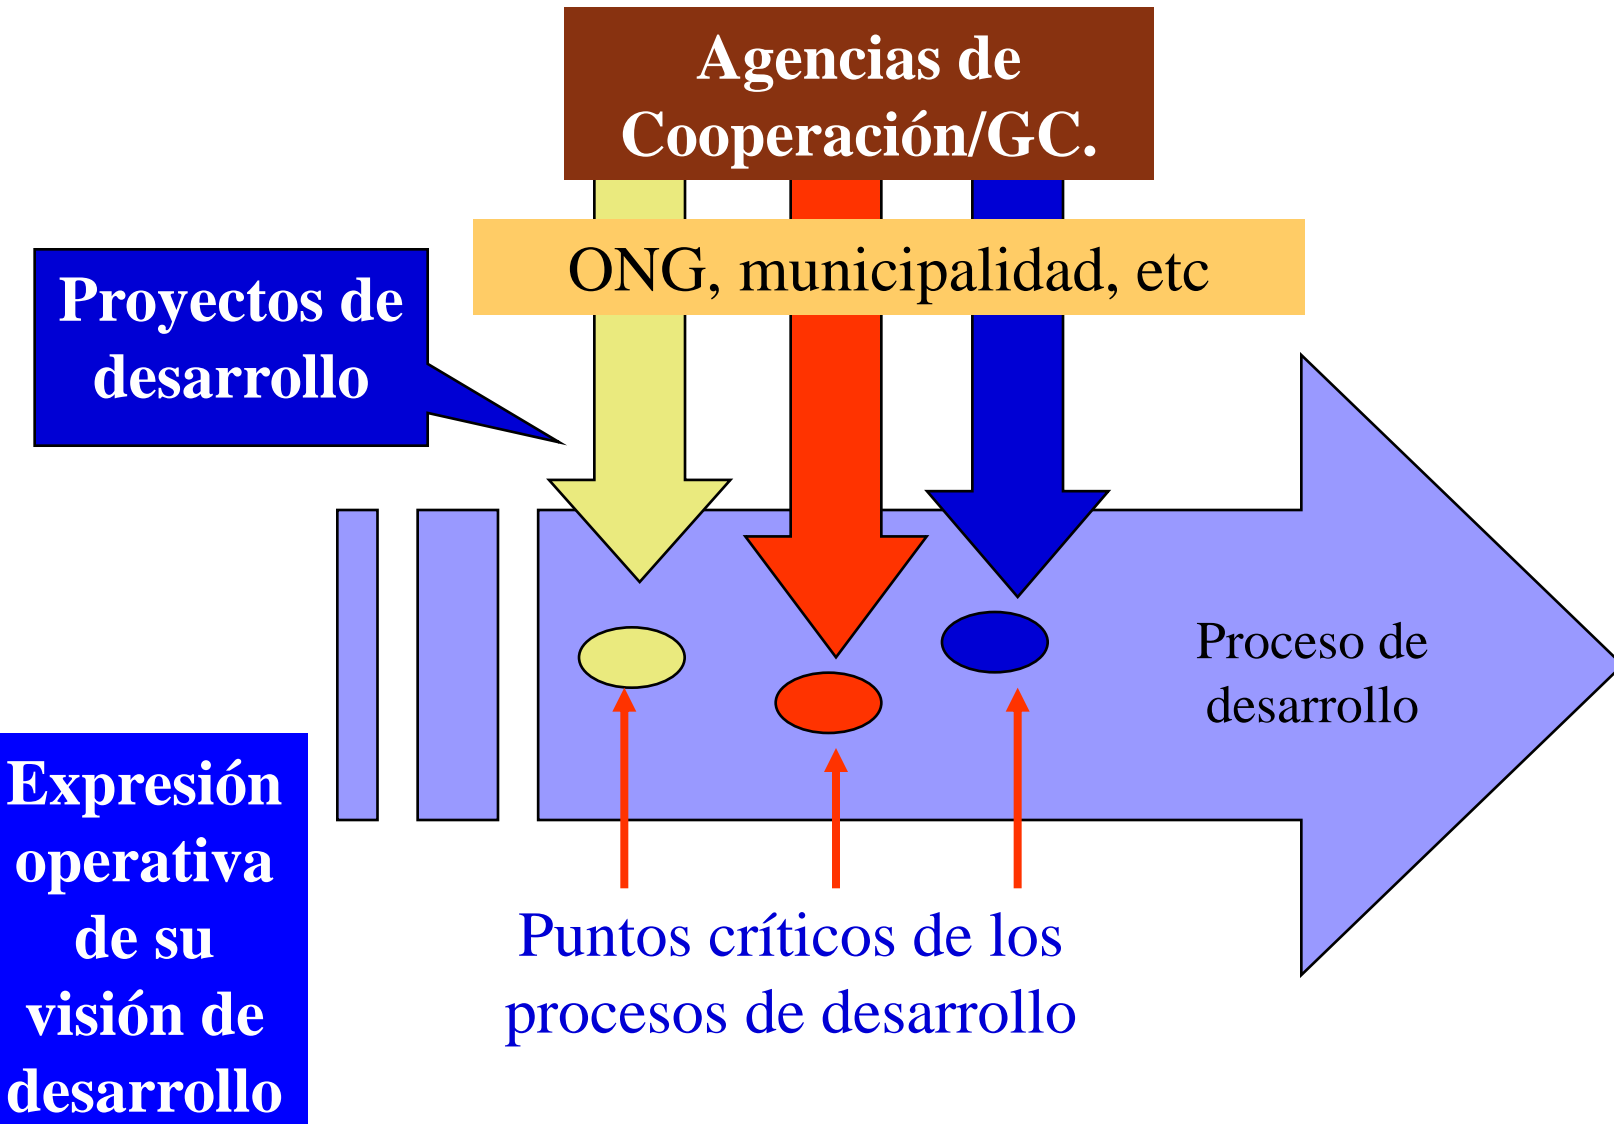 Agencias de
Cooperación/GC.
ONG, municipalidad, etc
Proyectos de
desarrollo
Proceso de
desarrollo
Expresión
operativa
de su
visión de
desarrollo
Puntos críticos de los
procesos de desarrollo